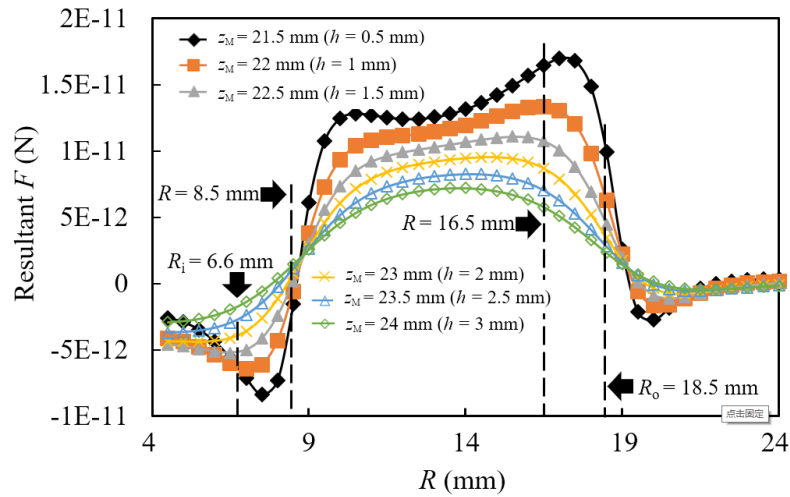 2E-11
1.5E-11
1E-11
5E-12
0
-5E-12
-1E-11
Resultant F (N)
zM = 21.5 mm (h = 0.5 mm)
zM = 22 mm (h = 1 mm)
zM = 22.5 mm (h = 1.5 mm)
R = 8.5 mm
Ri = 6.6 mm
R = 16.5 mm
zM = 23 mm (h = 2 mm)
zM = 23.5 mm (h = 2.5 mm)
zM = 24 mm (h = 3 mm)
Ro = 18.5 mm
点击固定
4 9 14 19 24
R (mm)